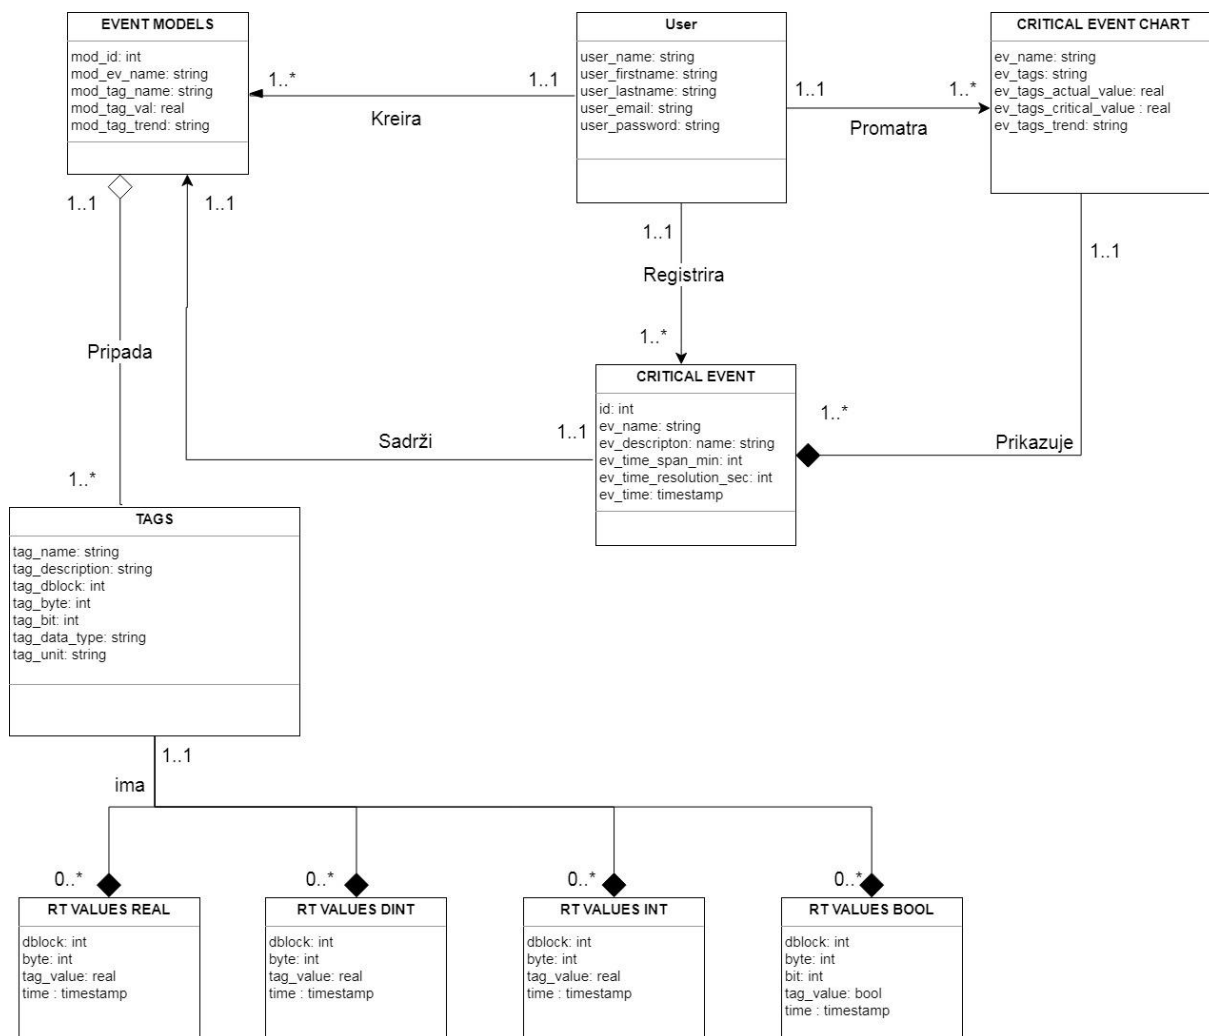 EVENT MODELS
mod_id: int
mod_ev_name: string
mod_tag_name: string
mod_tag_val: real
mod_tag_trend: string
User
user_name: string
user_firstname: string
user_lastname: string
user_email: string
user_password: string
CRITICAL EVENT CHART
ev_name: string
ev_tags: string
ev_tags_actual_value: real
ev_tags_critical_value : real
ev_tags_trend: string
1..*
1..1
Kreira
1..1
1..*
Promatra
1..1
1..1
1..1
Registrira
1..*
1..1
Pripada
1..*
Sadrži
1..1
CRITICAL EVENT
id: int
ev_name: string
ev_descripton: name: string
ev_time_span_min: int
ev_time_resolution_sec: int
ev_time: timestamp
1..*
Prikazuje
TAGS
tag_name: string
tag_description: string
tag_dblock: int
tag_byte: int
tag_bit: int
tag_data_type: string
tag_unit: string
1..1
ima
0..*
0..*
0..*
0..*
RT VALUES REAL
dblock: int
byte: int
tag_value: real
time : timestamp
RT VALUES DINT
dblock: int
byte: int
tag_value: real
time : timestamp
RT VALUES INT
dblock: int
byte: int
tag_value: real
time : timestamp
RT VALUES BOOL
dblock: int
byte: int
bit: int
tag_value: bool
time : timestamp